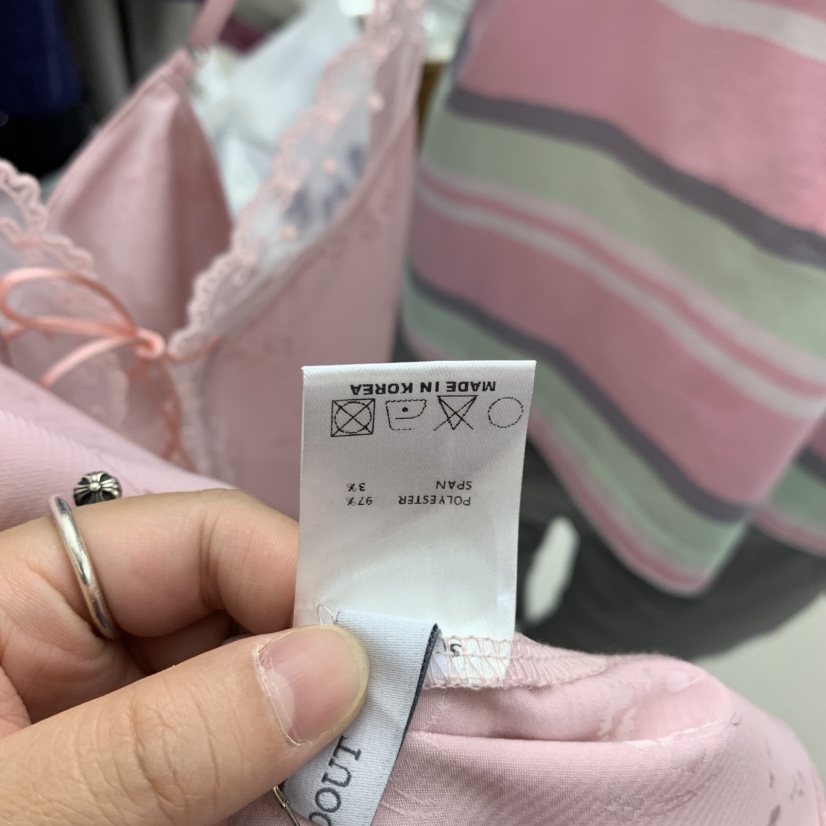 MADE IN KOREA
POLYESTER 97%
SPAN 3%